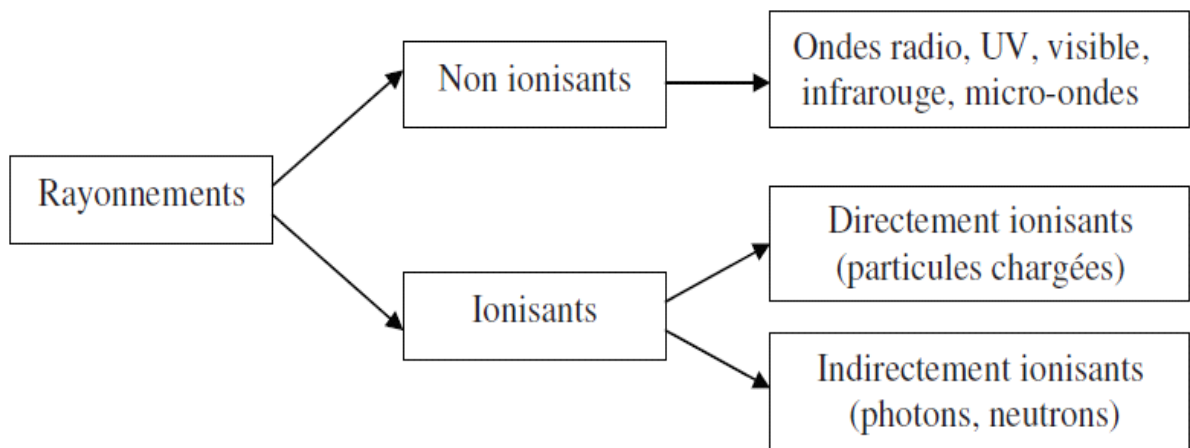 Rayonnements
Non ionisants
Ondes radio, UV, visible,
infrarouge, micro-ondes
Ionisants
Directement ionisants
(particules chargées)
Indirectement ionisants
(photons, neutrons)